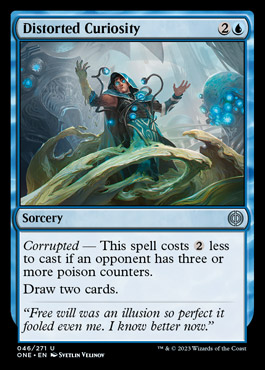 Distorted Curiosity 2
Sorcery
Corrupted — This spell costs 2 less
to cast if an opponent has three or
more poison counters.
Draw two cards.
“Free will was an illusion so perfect it
fooled even me. I know better now.”
046/271 U
ONE • EN Svetlin Velinov
™ & © 2023 Wizards of the Coast